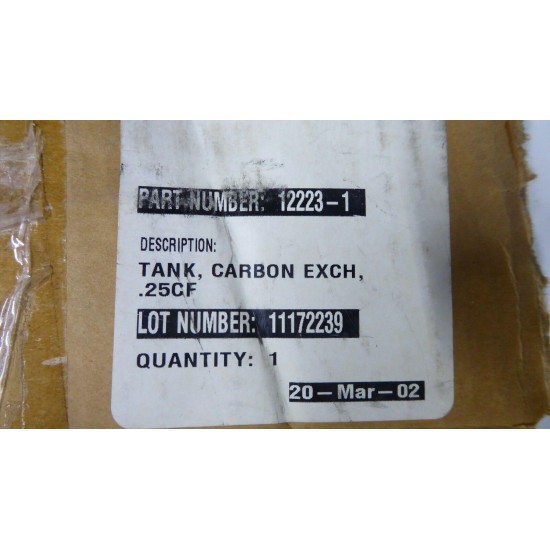 PART NUMBER: 12223-1
DESCRIPTION:
TANK, CARBON EXCH,
.25CF
LOT NUMBER: 11172239
QUANTITY: 1
20-Mar-02